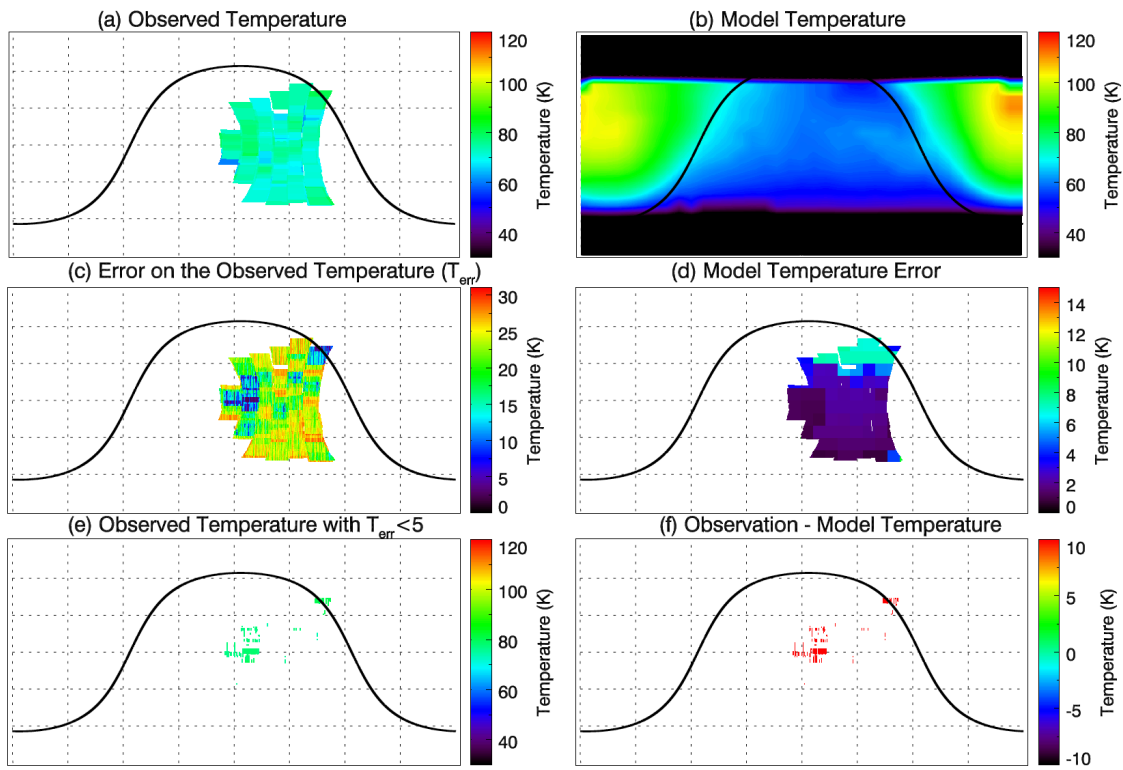 (a) Observed Temperature
120
100
80
60
40
Temperature (K)
(b) Model Temperature
120
100
80
60
40
Temperature (K)
(c) Error on the Observed Temperature (T_err)
30
25
20
15
10
5
0
Temperature (K)
(d) Model Temperature Error
14
12
10
8
6
4
2
0
Temperature (K)
(e) Observed Temperature with T_err<5
120
100
80
60
40
Temperature (K)
(f) Observation - Model Temperature
10
5
0
-5
-10
Temperature (K)